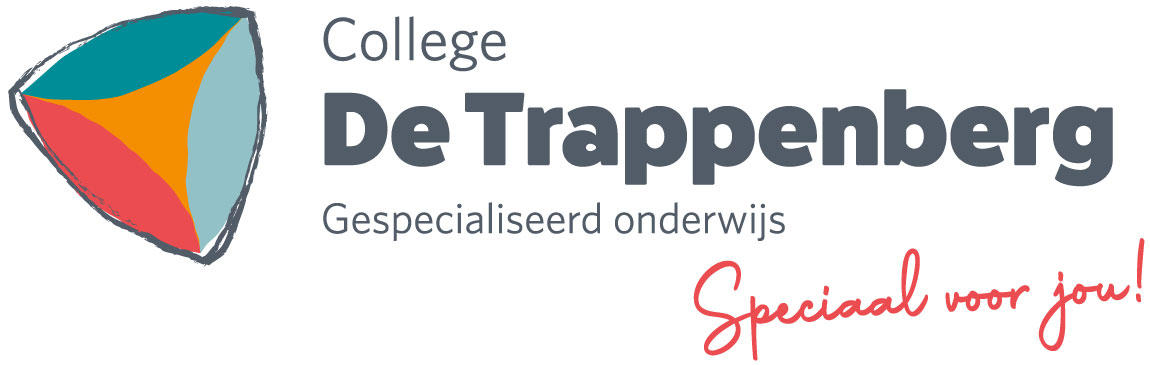 College
De Trappenberg
Gespecialiseerd onderwijs
Speciaal voor jou!